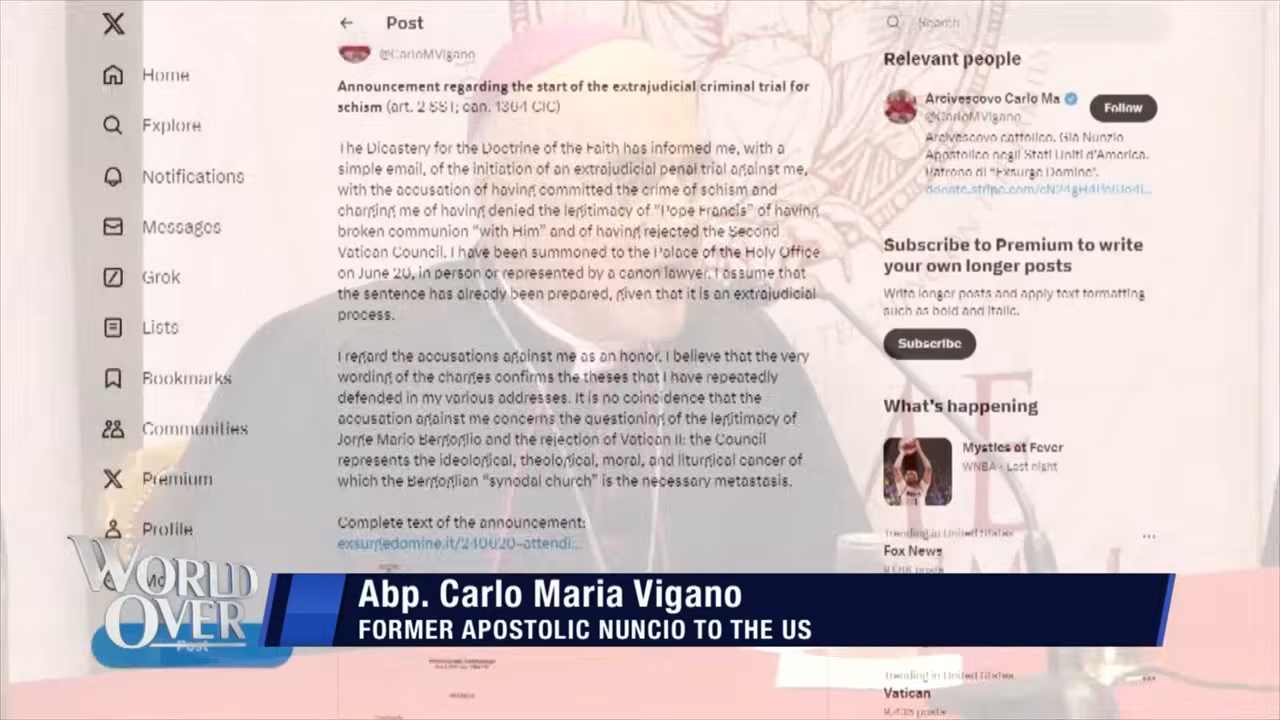 Home
Explore
Notifications
Messages
Grok
Lists
Bookmarks
Communities
Premium
Profile
Post
Post
@CarloMVigano
Announcement regarding the start of the extrajudicial criminal trial for
schism (art. 2 SST; can. 1364 CIC)
The Dicastery for the Doctrine of the Faith has informed me, with a
simple email, of the initiation of an extrajudicial penal trial against me,
with the accusation of having committed the crime of schism and
charging me of having denied the legitimacy of "Pope Francis" of having
broken communion "with Him" and of having rejected the Second
Vatican Council. I have been summoned to the Palace of the Holy Office
on June 20, in person or represented by a canon lawyer. I assume that
the sentence has already been prepared, given that it is an extrajudicial
process.
I regard the accusations against me as an honor. I believe that the very
wording of the charges confirms the theses that I have repeatedly
defended in my various addresses. It is no coincidence that the
accusation against me concerns the questioning of the legitimacy of
Jorge Mario Bergoglio and the rejection of Vatican II: the Council
represents the ideological, theological, moral, and liturgical cancer of
which the Bergoglian "synodal church" is the necessary metastasis.
Complete text of the announcement:
exsurgedomine.it/240620-attendi...
Search
Relevant people
Arcivescovo Carlo Ma
@CarloMVigano
Follow
Arcivescovo cattolico. Già Nunzio
Apostolico negli Stati Uniti d'America.
Patrono di "Exsurge Domine".
Subscribe to Premium to write
your own longer posts
Write longer posts and apply text formatting
such as bold and italic.
Subscribe
What's happening
Mystics at Fever
WNBA · Last night
Trending in United States
Fox News
Trending in United States
Vatican
WORLD
OVER
Abp. Carlo Maria Vigano
FORMER APOSTOLIC NUNCIO TO THE US